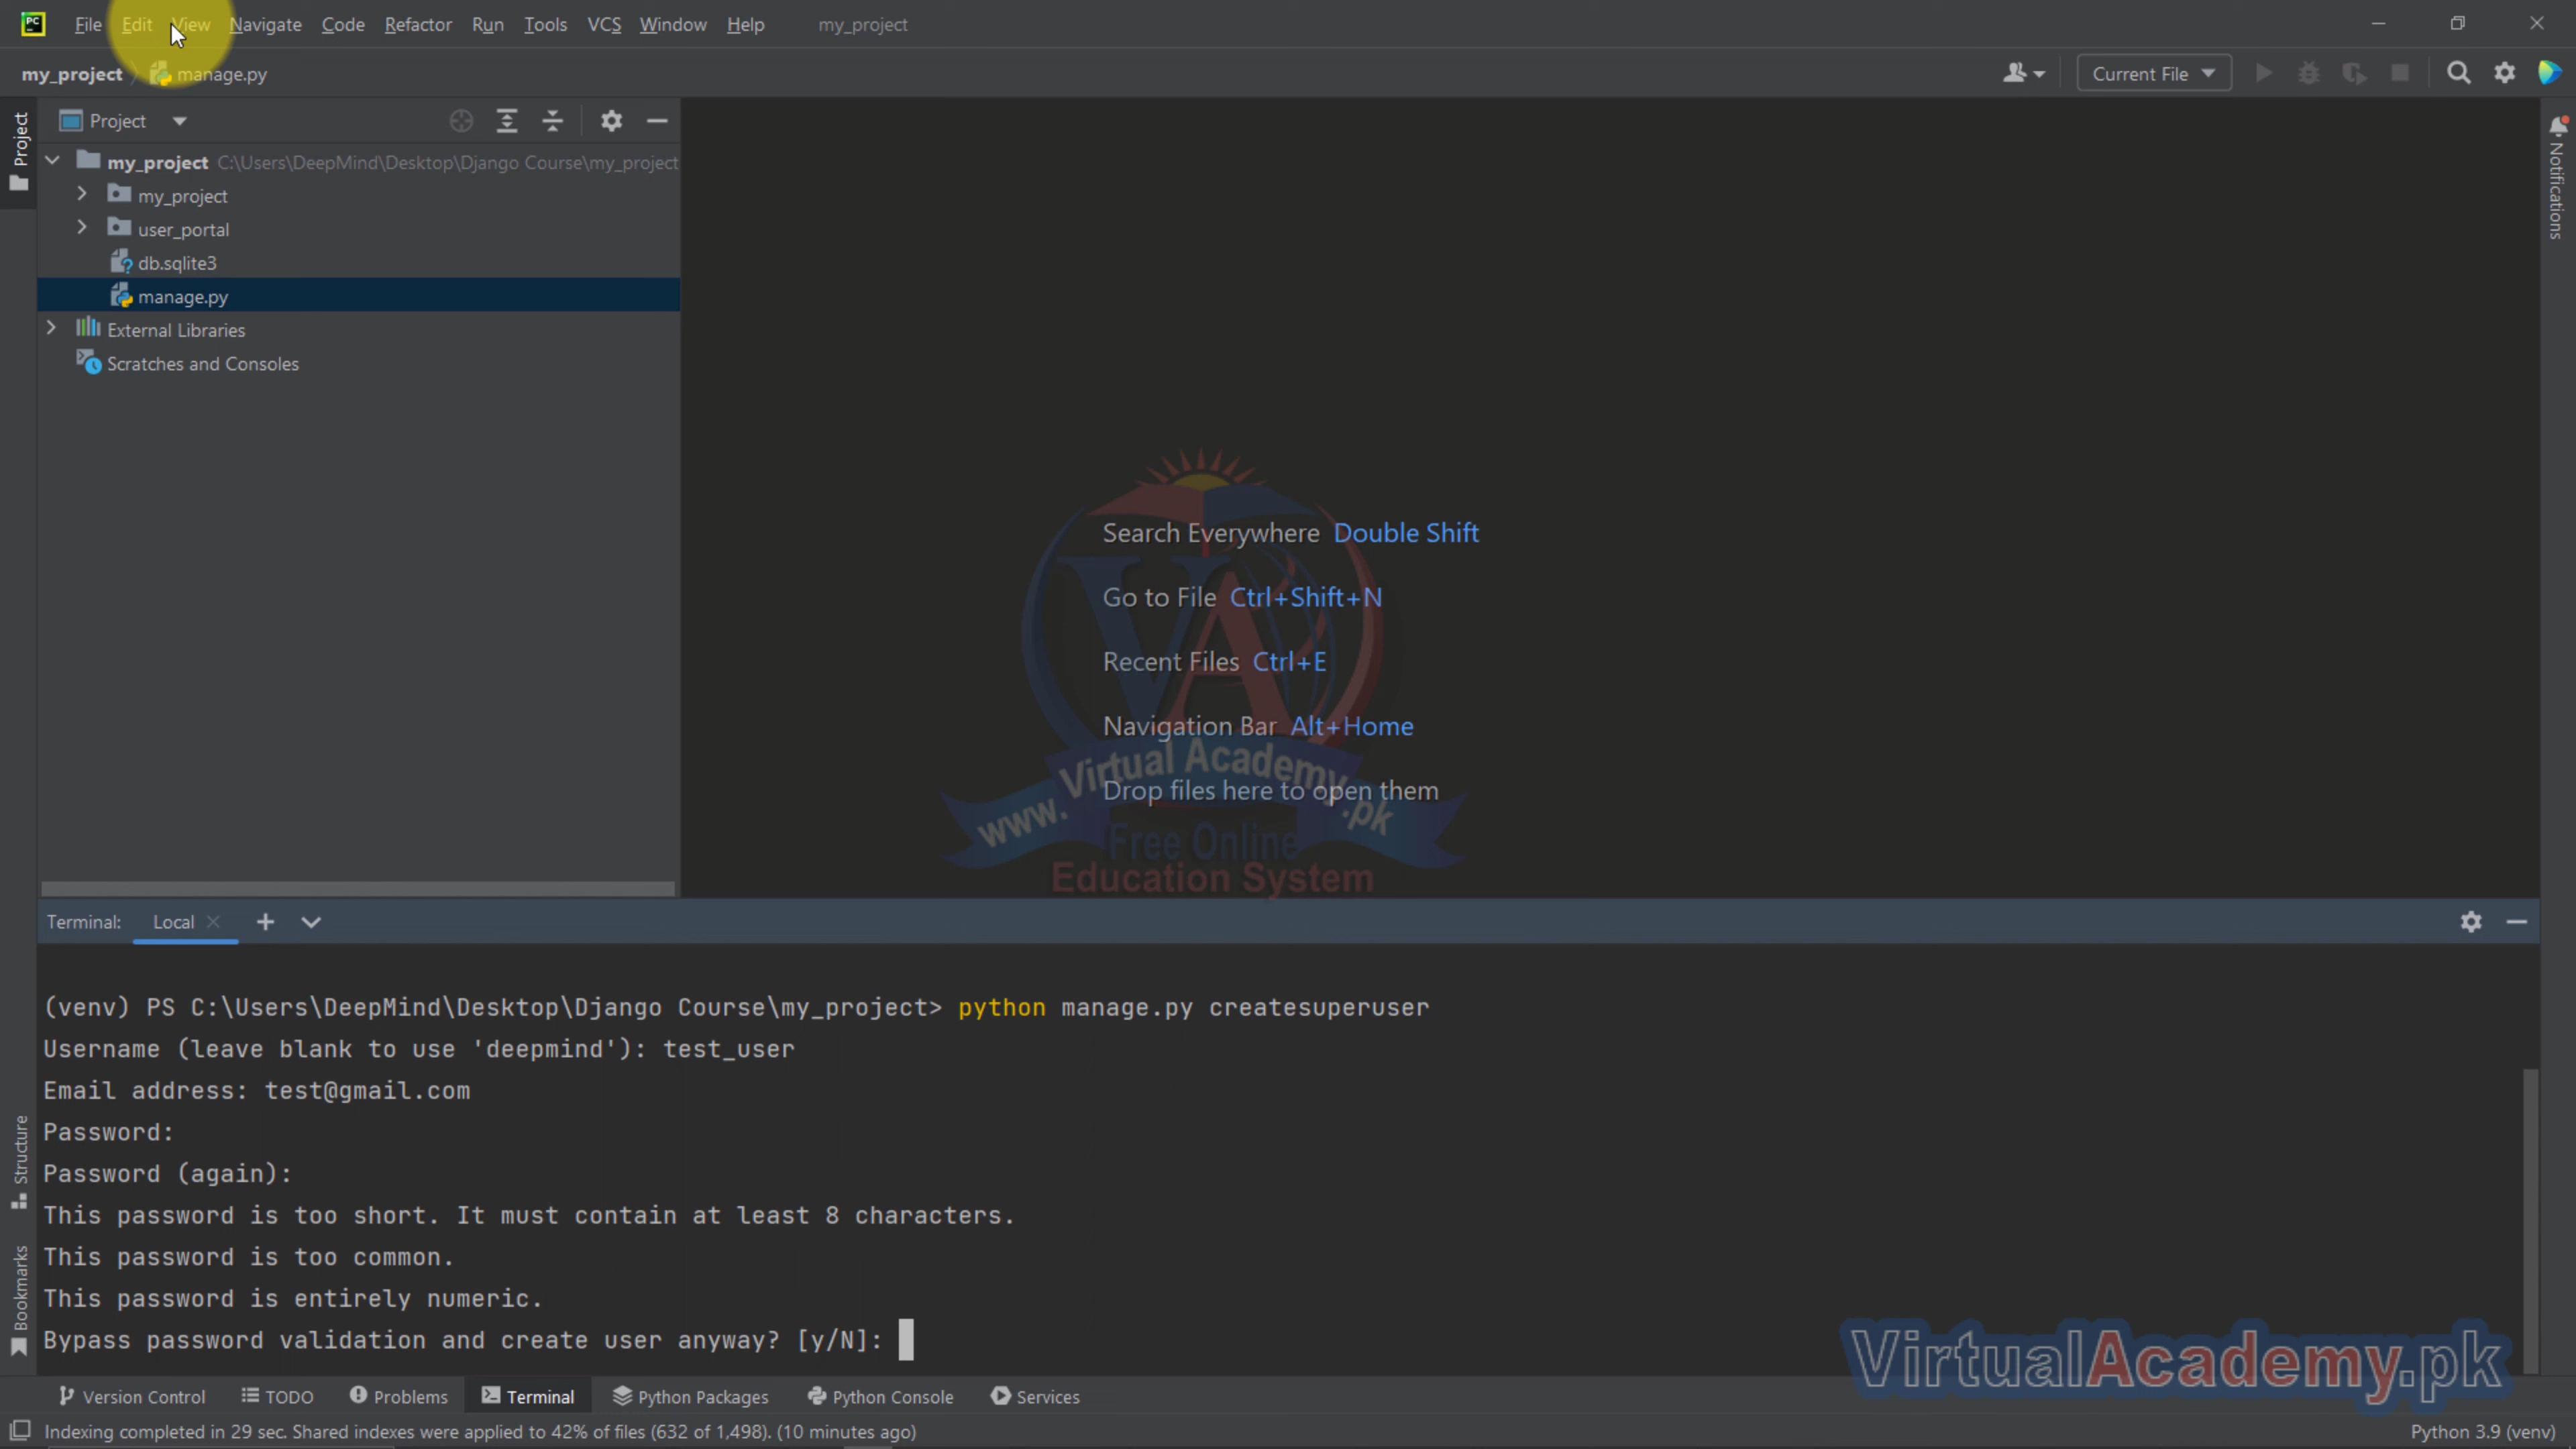 File Edit View Navigate Code Refactor Run Tools VCS Window Help my_project
my_project manage.py
Current File
Project
Project
my_project C:\Users\DeepMind\Desktop\Django Course\my_project
my_project
user_portal
db.sqlite3
manage.py
External Libraries
Scratches and Consoles
Notifications
Search Everywhere Double Shift
Go to File Ctrl+Shift+N
Recent Files Ctrl+E
Navigation Bar Alt+Home
Drop files here to open them
VA
www.VirtualAcademy.pk
Free Online
Education System
Terminal: Local
(venv) PS C:\Users\DeepMind\Desktop\Django Course\my_project> python manage.py createsuperuser
Username (leave blank to use 'deepmind'): test_user
Email address: test@gmail.com
Password:
Password (again):
This password is too short. It must contain at least 8 characters.
This password is too common.
This password is entirely numeric.
Bypass password validation and create user anyway? [y/N]:
Structure
Bookmarks
VirtualAcademy.pk
Version Control TODO Problems Terminal Python Packages Python Console Services
Indexing completed in 29 sec. Shared indexes were applied to 42% of files (632 of 1,498). (10 minutes ago)
Python 3.9 (venv)